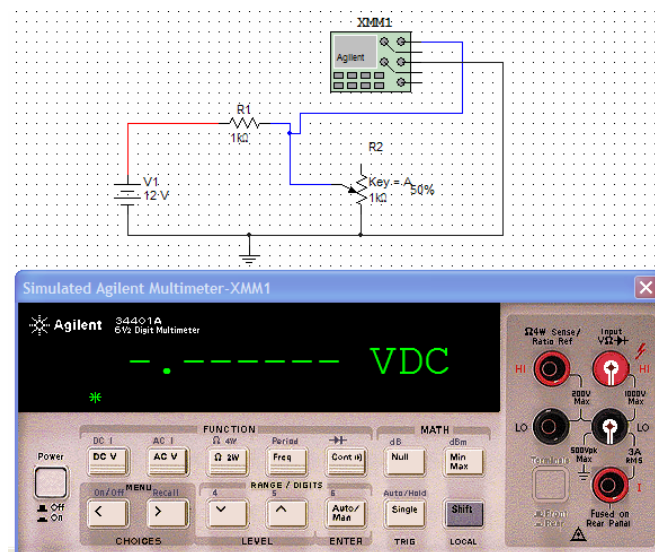 XMM1
Agilent
R1
1kΩ
R2
V1
12 V
Key = A
50%
1kΩ
Simulated Agilent Multimeter-XMM1
Agilent 34401A
6½ Digit Multimeter
-.------ VDC
Ω4W Sense/
Ratio Ref
Input
VΩ
HI
HI
200V
Max
1000V
Max
LO
LO
500Vpk
Max
3A
RMS
Terminals
I
Front
Rear
Fused on
Rear Panel
Power
Off
On
FUNCTION
MATH
DC I
AC I
Ω 4W
Period
dB
dBm
DC V
AC V
Ω 2W
Freq
Cont
Null
Min
Max
MENU
RANGE / DIGITS
On/Off
Recall
4
5
6
Auto/Hold
< > Auto/
Man
Single
Shift
CHOICES
LEVEL
ENTER
TRIG
LOCAL